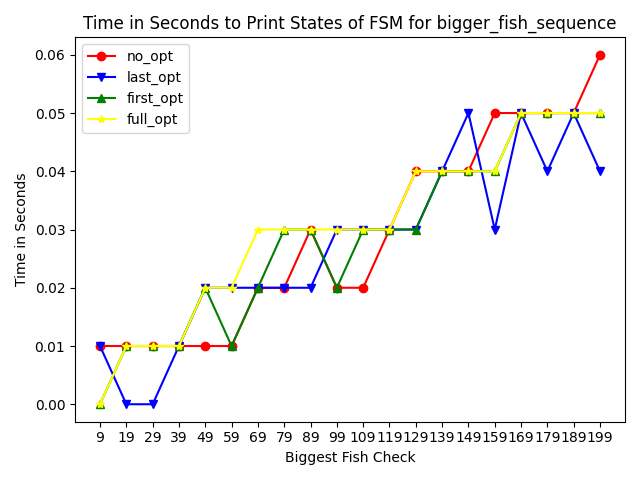 Time in Seconds to Print States of FSM for bigger_fish_sequence
no_opt
last_opt
first_opt
full_opt
0.06
0.05
0.04
0.03
0.02
0.01
0.00
Time in Seconds
9 19 29 39 49 59 69 79 89 99 109 119 129 139 149 159 169 179 189 199
Biggest Fish Check